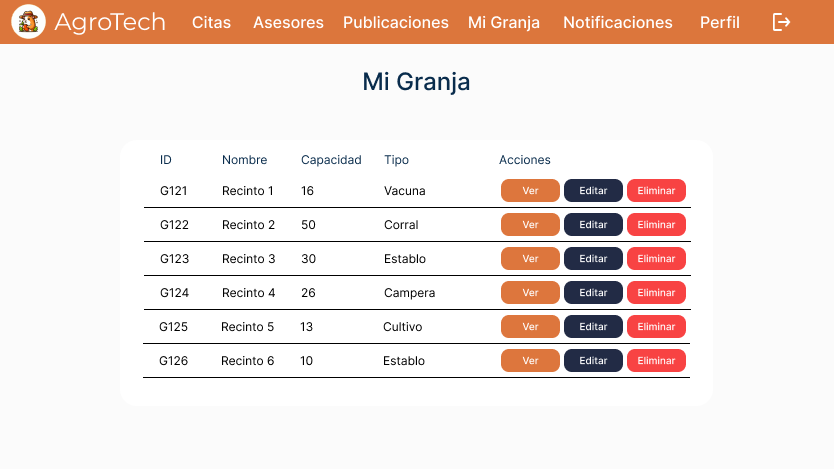 AgroTech Citas Asesores Publicaciones Mi Granja Notificaciones Perfil
Mi Granja
ID Nombre Capacidad Tipo Acciones
G121 Recinto 1 16 Vacuna Ver Editar Eliminar
G122 Recinto 2 50 Corral Ver Editar Eliminar
G123 Recinto 3 30 Establo Ver Editar Eliminar
G124 Recinto 4 26 Campera Ver Editar Eliminar
G125 Recinto 5 13 Cultivo Ver Editar Eliminar
G126 Recinto 6 10 Establo Ver Editar Eliminar